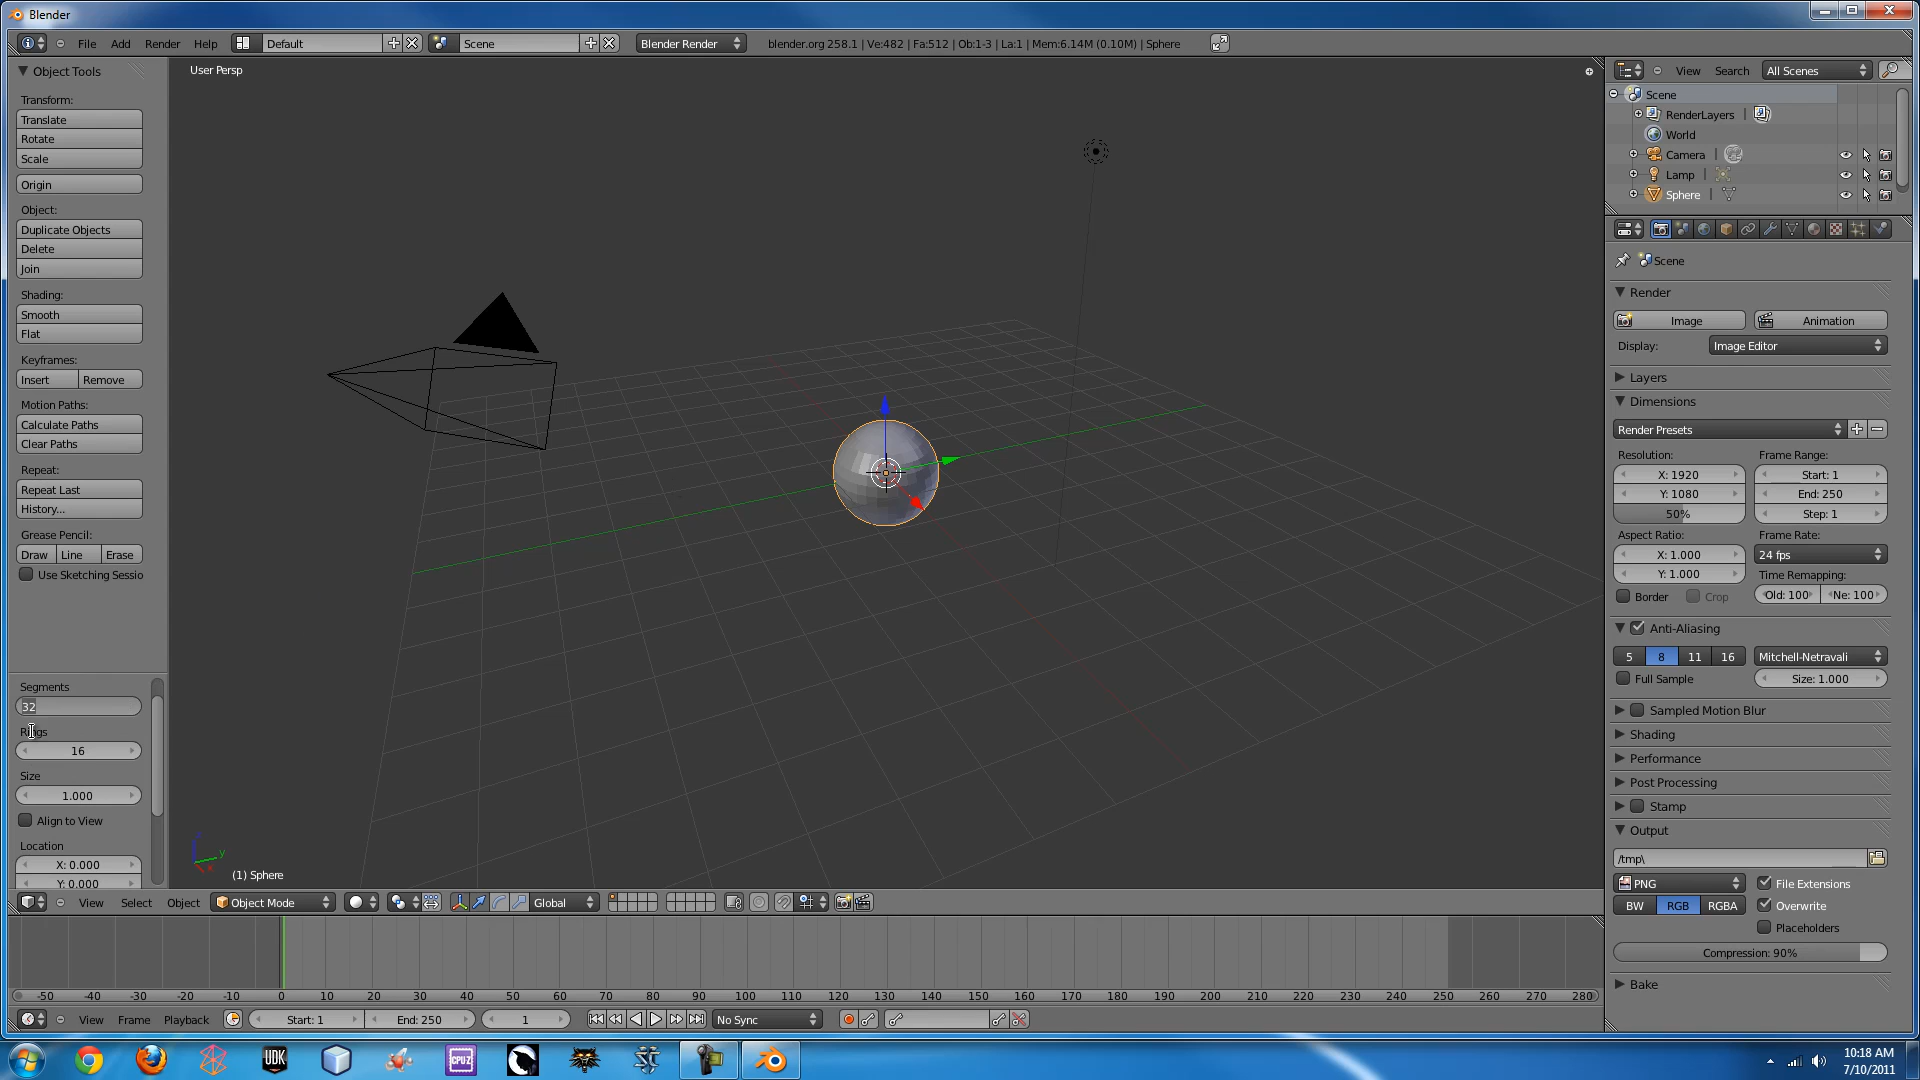 Blender
File Add Render Help Default Scene Blender Render blender.org 258.1 | Ve:482 | Fa:512 | Ob:1-3 | La:1 | Mem:6.14M (0.10M) | Sphere
Object Tools
Transform:
Translate
Rotate
Scale
Origin
Object:
Duplicate Objects
Delete
Join
Shading:
Smooth
Flat
Keyframes:
Insert Remove
Motion Paths:
Calculate Paths
Clear Paths
Repeat:
Repeat Last
History...
Grease Pencil:
Draw Line Erase
Use Sketching Sessio
Segments
32
Rings
16
Size
1.000
Align to View
Location
X: 0.000
Y: 0.000
User Persp
(1) Sphere
View Select Object Object Mode Global
-50 -40 -30 -20 -10 0 10 20 30 40 50 60 70 80 90 100 110 120 130 140 150 160 170 180 190 200 210 220 230 240 250 260 270 280
View Frame Playback Start: 1 End: 250 1 No Sync
View Search All Scenes
Scene
RenderLayers |
World
Camera |
Lamp |
Sphere |
Scene
Render
Image Animation
Display: Image Editor
Layers
Dimensions
Render Presets
Resolution: Frame Range:
X: 1920 Start: 1
Y: 1080 End: 250
50% Step: 1
Aspect Ratio: Frame Rate:
X: 1.000 24 fps
Y: 1.000 Time Remapping:
Border Crop Old: 100 Ne: 100
Anti-Aliasing
5 8 11 16 Mitchell-Netravali
Full Sample Size: 1.000
Sampled Motion Blur
Shading
Performance
Post Processing
Stamp
Output
/tmp\
PNG File Extensions
BW RGB RGBA Overwrite
Placeholders
Compression: 90%
Bake
UDK
CPUZ
10:18 AM
7/10/2011